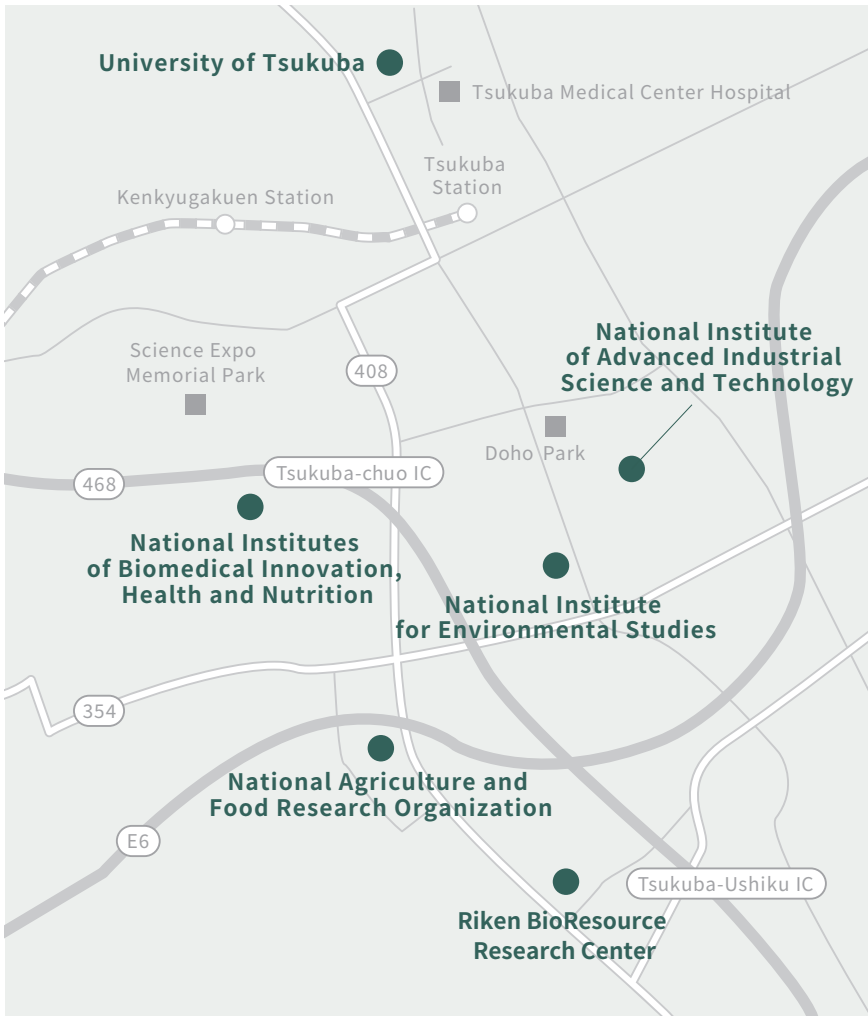 University of Tsukuba
Tsukuba Medical Center Hospital
Tsukuba
Station
Kenkyugakuen Station
National Institute
of Advanced Industrial
Science and Technology
Science Expo
Memorial Park
408
Doho Park
Tsukuba-chuo IC
468
National Institutes
of Biomedical Innovation,
Health and Nutrition
National Institute
for Environmental Studies
354
National Agriculture and
Food Research Organization
E6
Tsukuba-Ushiku IC
Riken BioResource
Research Center